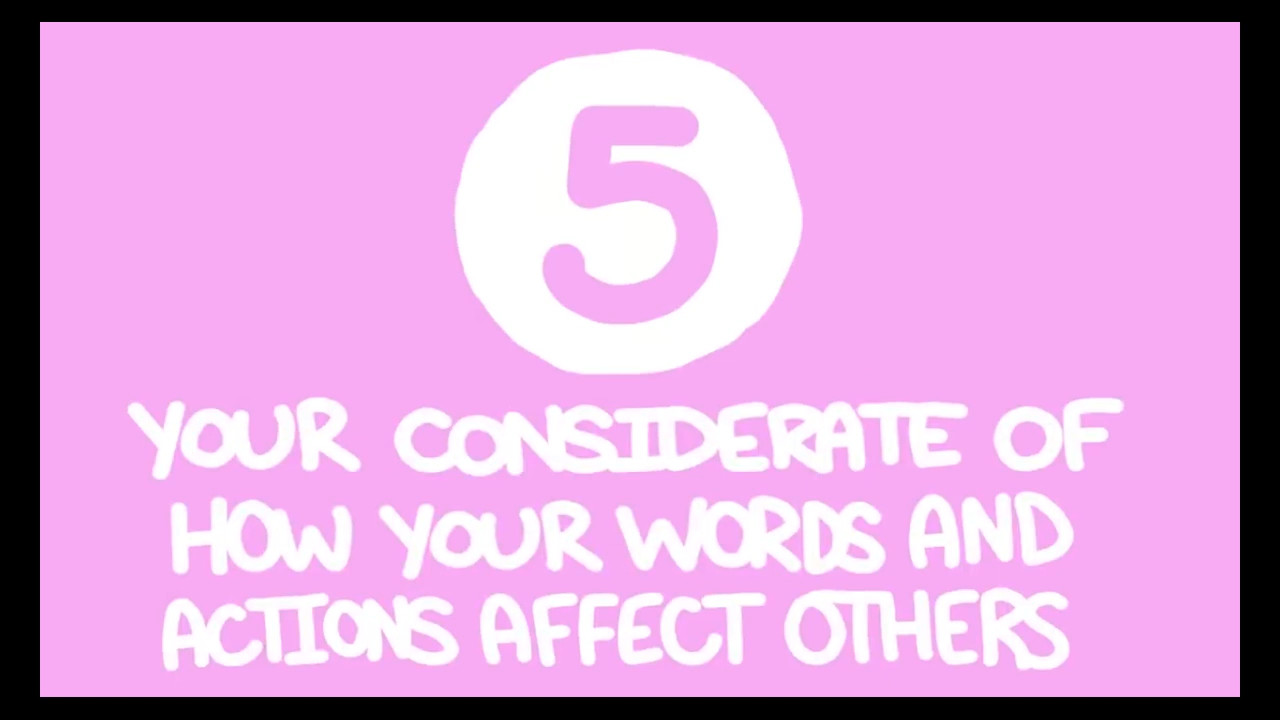 5
YOUR CONSIDERATE OF
HOW YOUR WORDS AND
ACTIONS AFFECT OTHERS